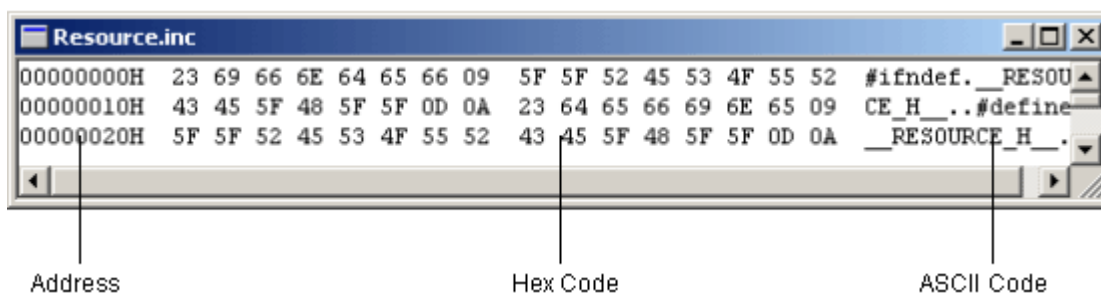 Resource.inc
00000000H 23 69 66 6E 64 65 66 09 5F 5F 52 45 53 4F 55 52 #ifndef.__RESOU
00000010H 43 45 5F 48 5F 5F 0D 0A 23 64 65 66 69 6E 65 09 CE_H__..#define
00000020H 5F 5F 52 45 53 4F 55 52 43 45 5F 48 5F 5F 0D 0A __RESOURCE_H__.
Address Hex Code ASCII Code